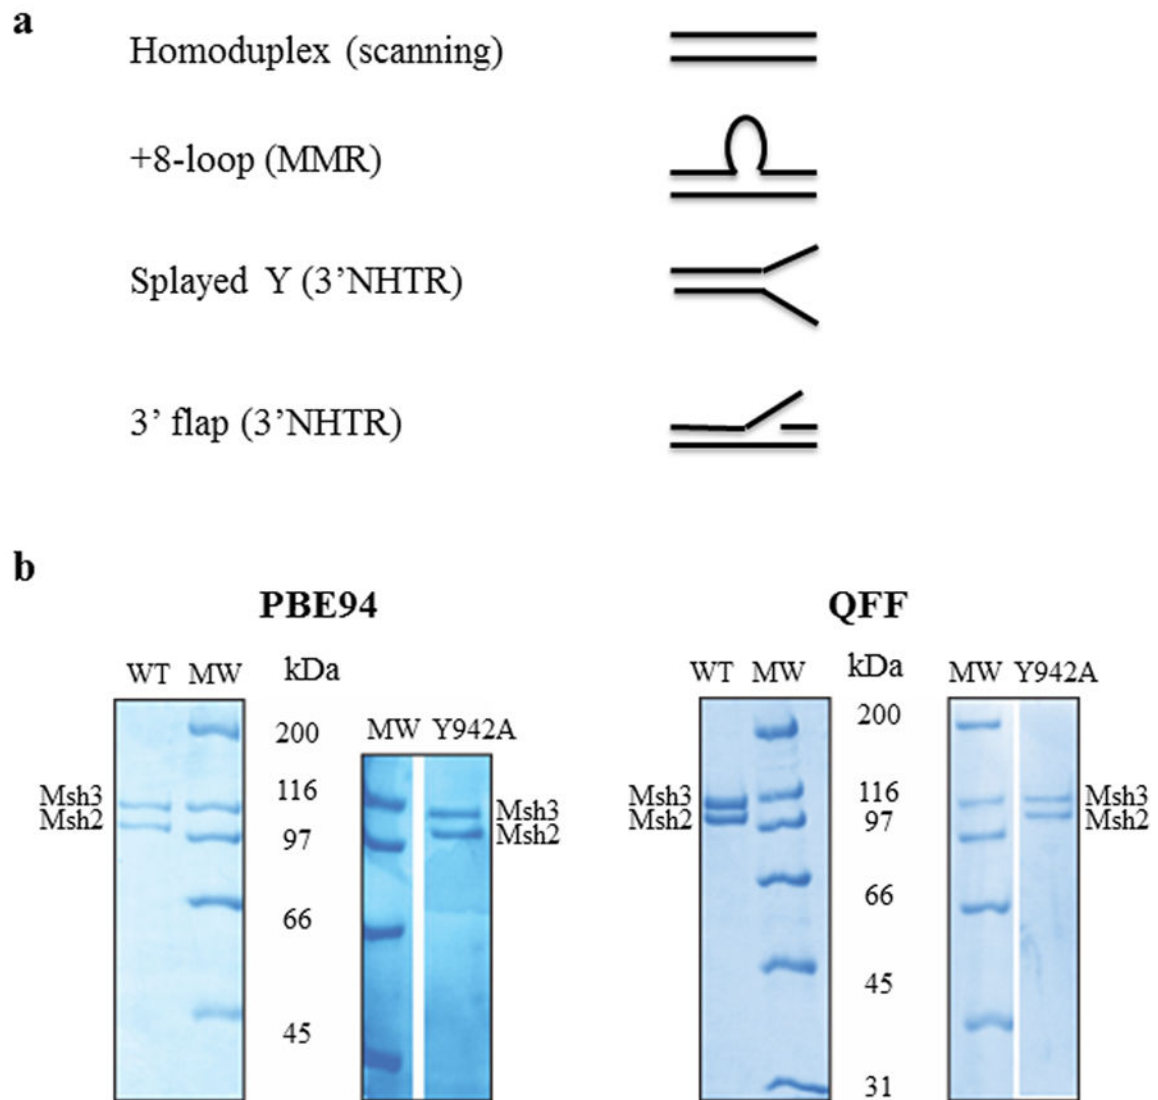 a
Homoduplex (scanning)
+8-loop (MMR)
Splayed Y (3’NHTR)
3’ flap (3’NHTR)
b
PBE94
WT MW kDa
200
116
97
66
45
Msh3
Msh2
MW Y942A
Msh3
Msh2
QFF
WT MW kDa
200
116
97
66
45
31
Msh3
Msh2
MW Y942A
Msh3
Msh2